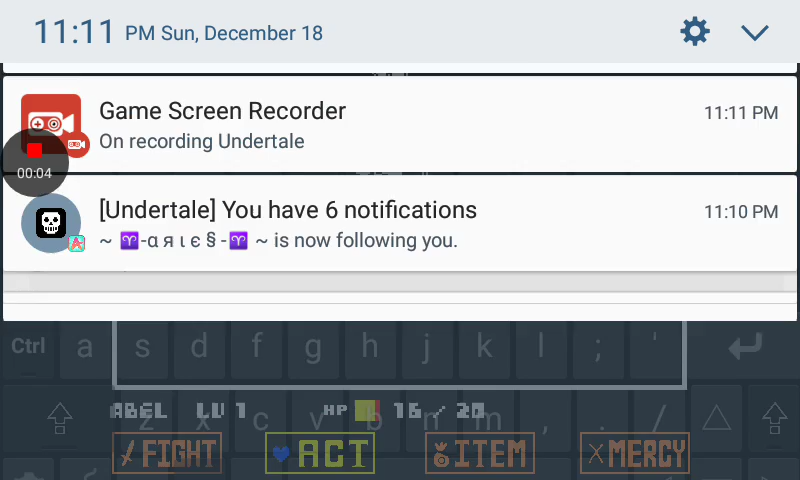 11:11 PM Sun, December 18
Game Screen Recorder 11:11 PM
On recording Undertale
00:04
[Undertale] You have 6 notifications 11:10 PM
~ ♈-α я ι є § -♈ ~ is now following you.
Ctrl a s d f g h j k l ; '
z x c v b n m , . /
ABEL LV 1 HP 16 / 20
FIGHT ACT ITEM MERCY